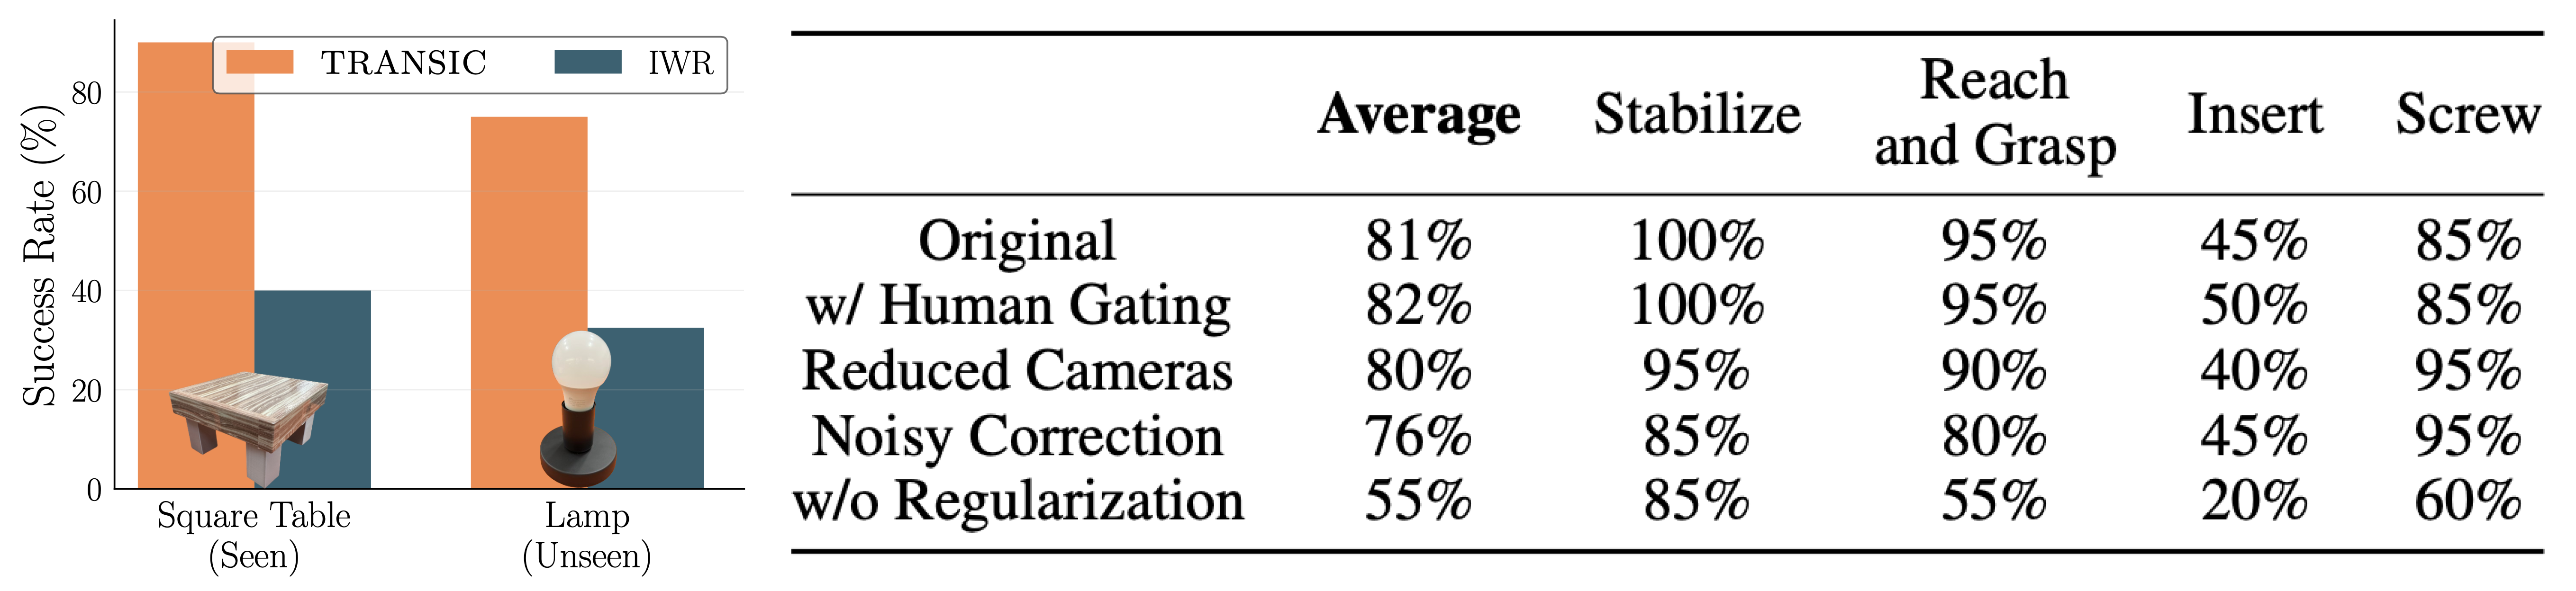 TRANSIC IWR
Success Rate (%)
80
60
40
20
0
Square Table
(Seen)
Lamp
(Unseen)
Average Stabilize Reach and Grasp Insert Screw
Original 81% 100% 95% 45% 85%
w/ Human Gating 82% 100% 95% 50% 85%
Reduced Cameras 80% 95% 90% 40% 95%
Noisy Correction 76% 85% 80% 45% 95%
w/o Regularization 55% 85% 55% 20% 60%